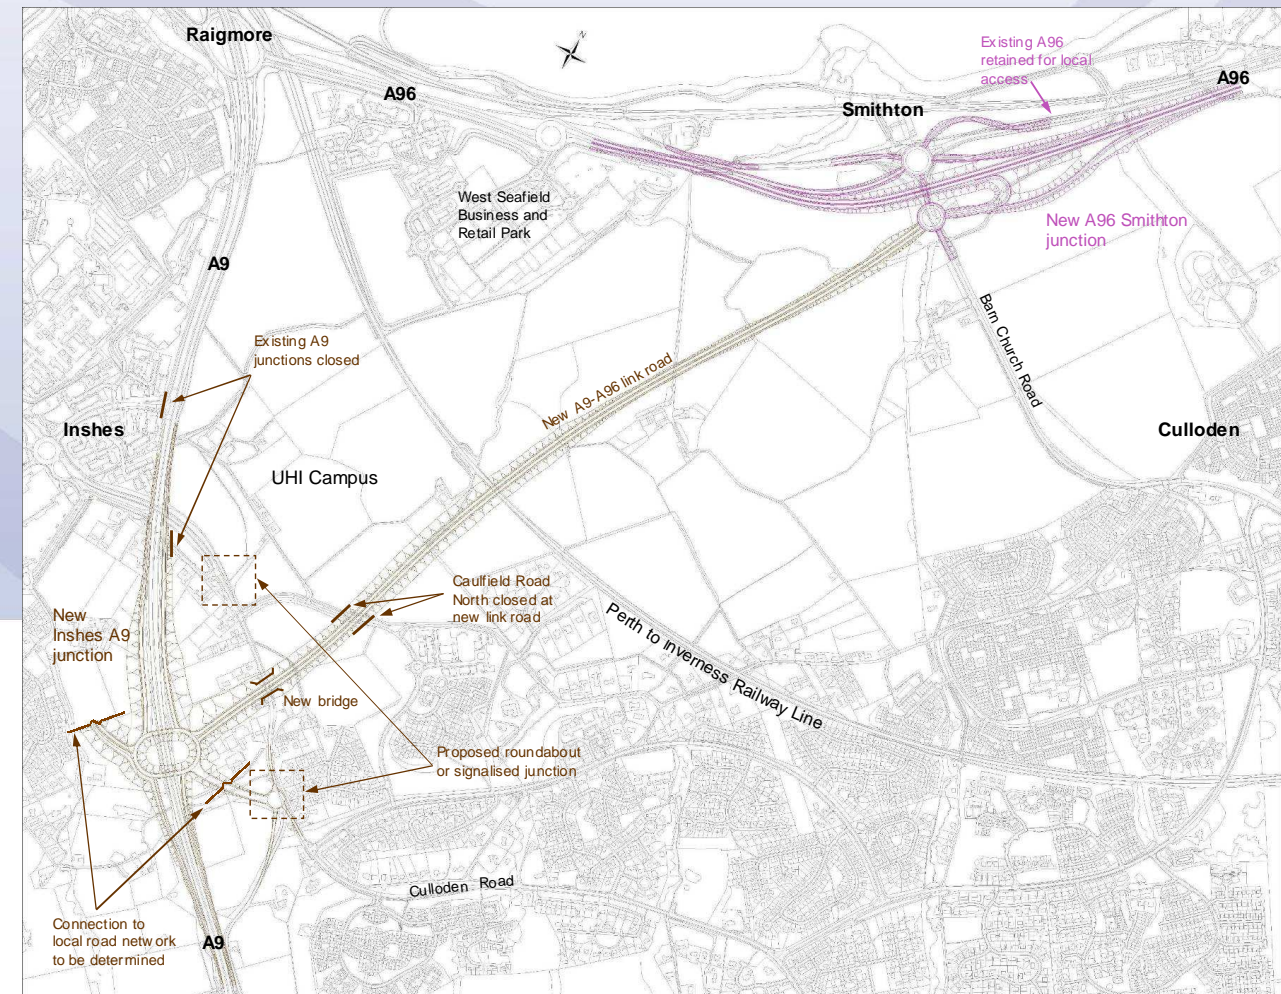 Raigmore
N
Existing A96
retained for local
access
A96
A96
Smithton
A9
West Seafield
Business and
Retail Park
New A96 Smithton
junction
A9
Barn Church Road
Existing A9
junctions closed
New A9-A96 link road
Inshes
Culloden
UHI Campus
Caulfield Road
North closed at
new link road
New
Inshes A9
junction
Perth to Inverness Railway Line
New bridge
Proposed roundabout
or signalised junction
Culloden Road
Connection to
local road network
to be determined
A9